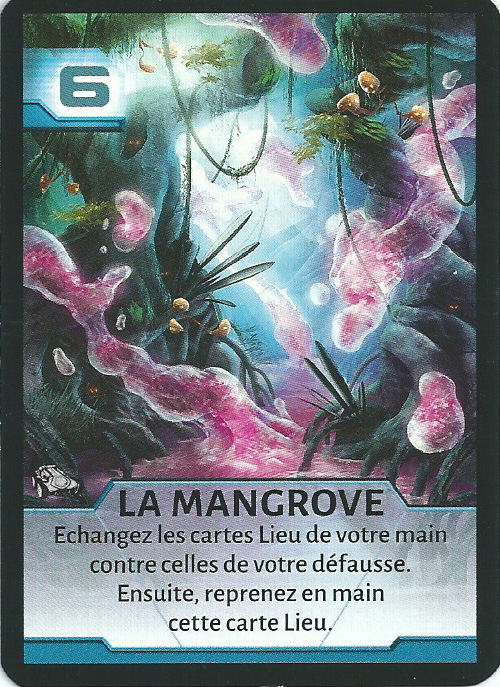 6
LA MANGROVE
Echangez les cartes Lieu de votre main
contre celles de votre défausse.
Ensuite, reprenez en main
cette carte Lieu.